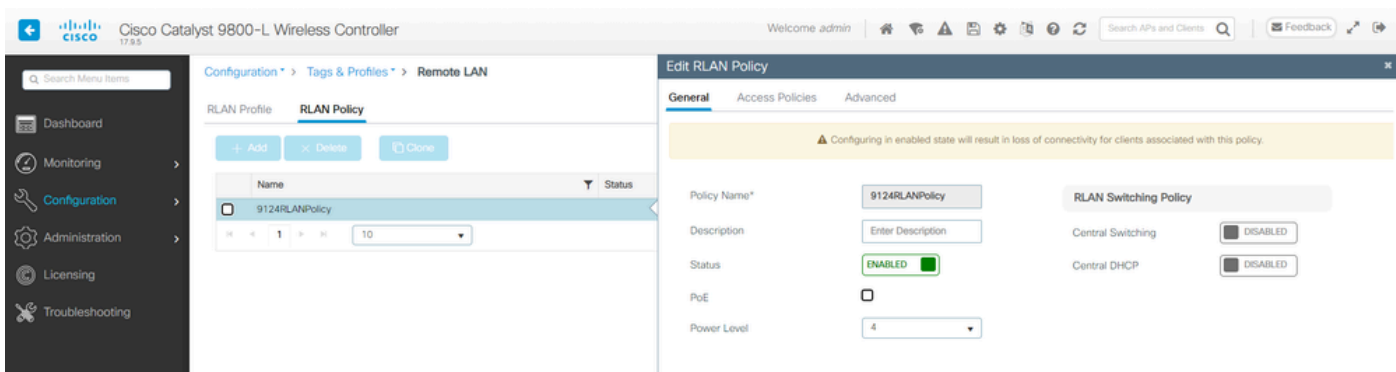 cisco
Cisco Catalyst 9800-L Wireless Controller
17.9.5
Welcome admin
Search APs and Clients
Feedback
Search Menu Items
Dashboard
Monitoring
Configuration
Administration
Licensing
Troubleshooting
Configuration > Tags & Profiles > Remote LAN
RLAN Profile RLAN Policy
+ Add × Delete Clone
Name Status
9124RLANPolicy
1 10
Edit RLAN Policy
General Access Policies Advanced
Configuring in enabled state will result in loss of connectivity for clients associated with this policy.
Policy Name* 9124RLANPolicy
Description Enter Description
Status ENABLED
PoE
Power Level 4
RLAN Switching Policy
Central Switching DISABLED
Central DHCP DISABLED